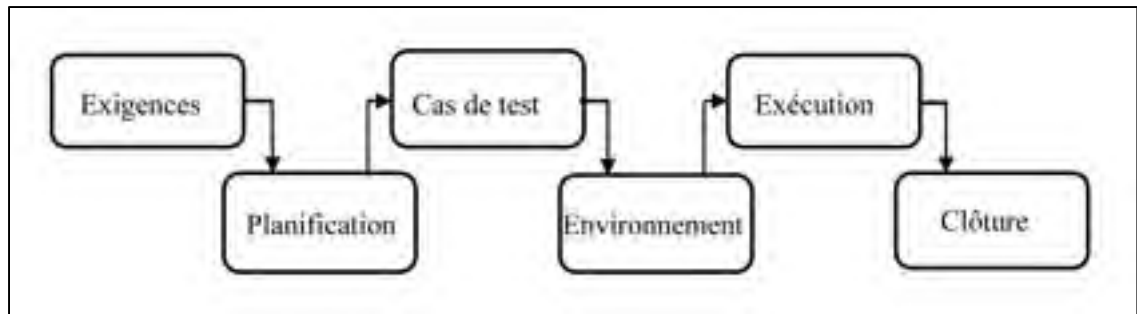 Exigences
Planification
Cas de test
Environnement
Exécution
Clôture